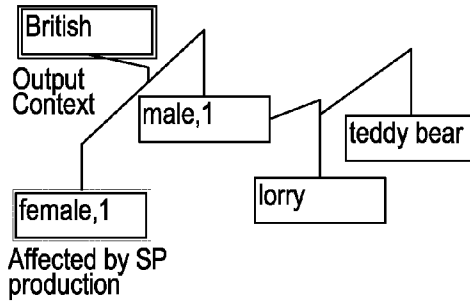 British
Output
Context
male,1
teddy bear
lorry
female,1
Affected by SP
production